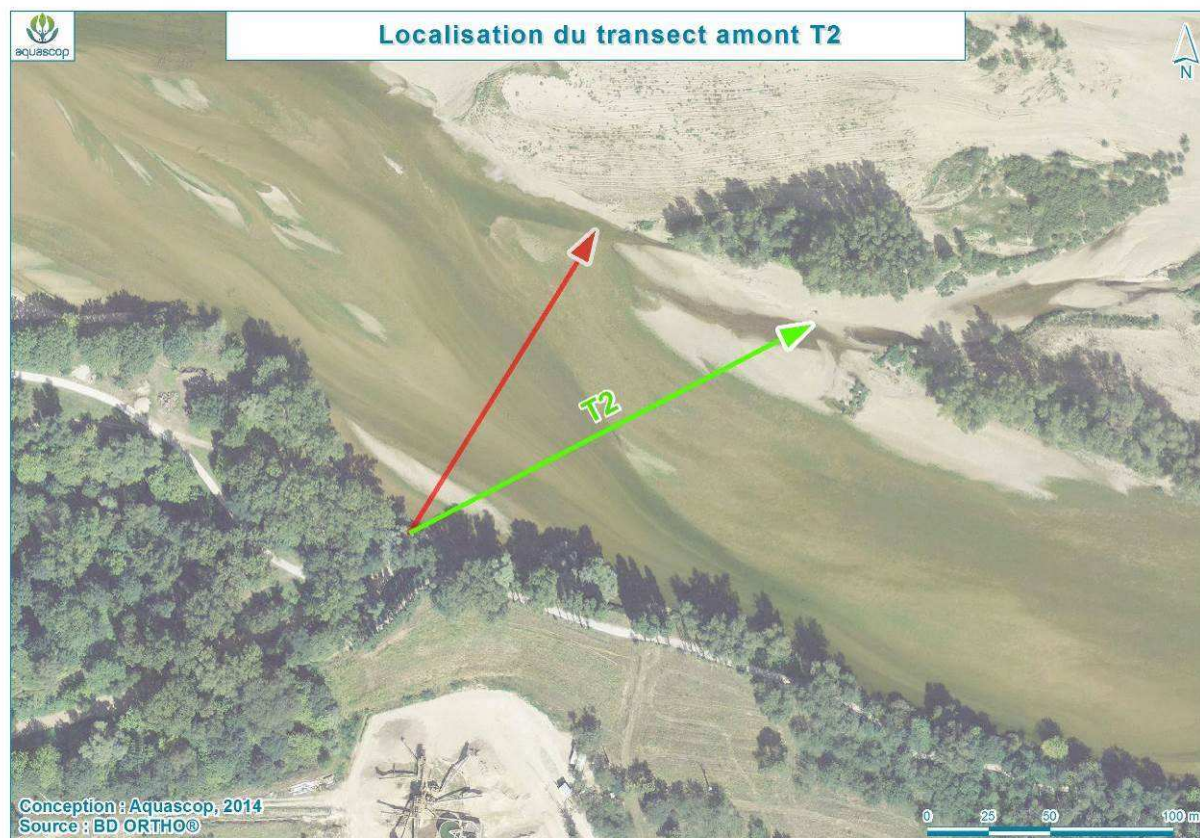 aquascop
Localisation du transect amont T2
N
T2
Conception : Aquascop, 2014
Source : BD ORTHO®
0 25 50 100 m